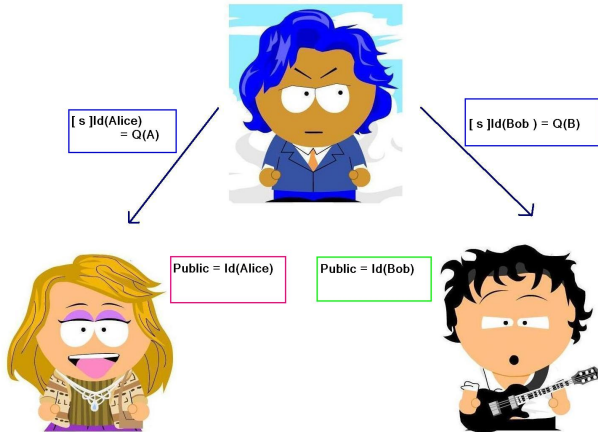 [ s ]Id(Alice)
= Q(A)
[ s ]Id(Bob ) = Q(B)
Public = Id(Alice)
Public = Id(Bob)